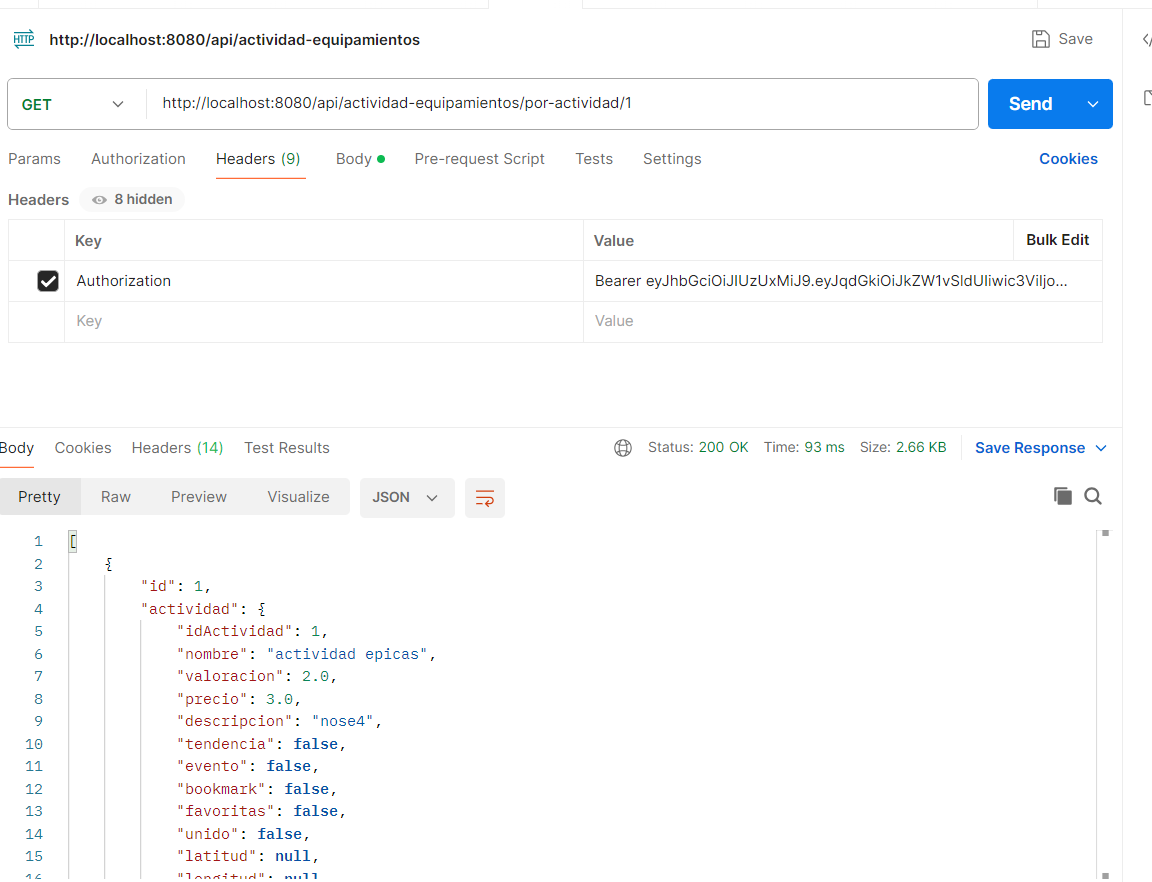 HTTP http://localhost:8080/api/actividad-equipamientos Save
GET http://localhost:8080/api/actividad-equipamientos/por-actividad/1 Send
Params Authorization Headers (9) Body Pre-request Script Tests Settings Cookies
Headers 8 hidden
Key Value Bulk Edit
Authorization Bearer eyJhbGciOiJIUzUxMiJ9.eyJqdGkiOiJkZW1vSldUIiwic3ViIjo...
Key Value
Body Cookies Headers (14) Test Results Status: 200 OK Time: 93 ms Size: 2.66 KB Save Response
Pretty Raw Preview Visualize JSON
1 [
2 {
3 "id": 1,
4 "actividad": {
5 "idActividad": 1,
6 "nombre": "actividad epicas",
7 "valoracion": 2.0,
8 "precio": 3.0,
9 "descripcion": "nose4",
10 "tendencia": false,
11 "evento": false,
12 "bookmark": false,
13 "favoritas": false,
14 "unido": false,
15 "latitud": null,
16 "longitud": null